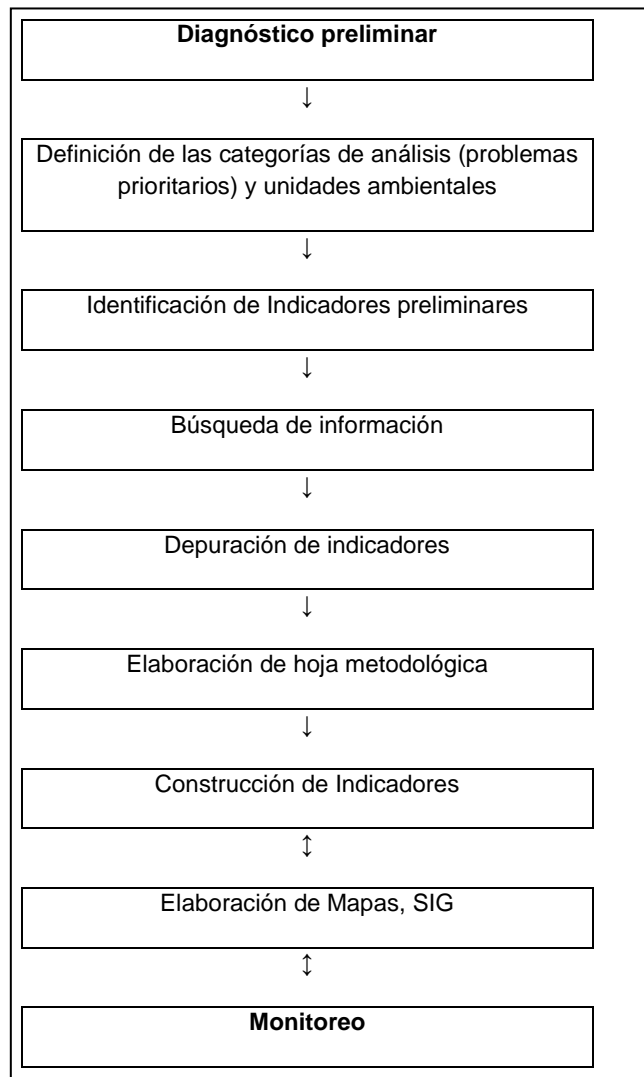 Diagnóstico preliminar
↓
Definición de las categorías de análisis (problemas
prioritarios) y unidades ambientales
↓
Identificación de Indicadores preliminares
↓
Búsqueda de información
↓
Depuración de indicadores
↓
Elaboración de hoja metodológica
↓
Construcción de Indicadores
↕
Elaboración de Mapas, SIG
↕
Monitoreo